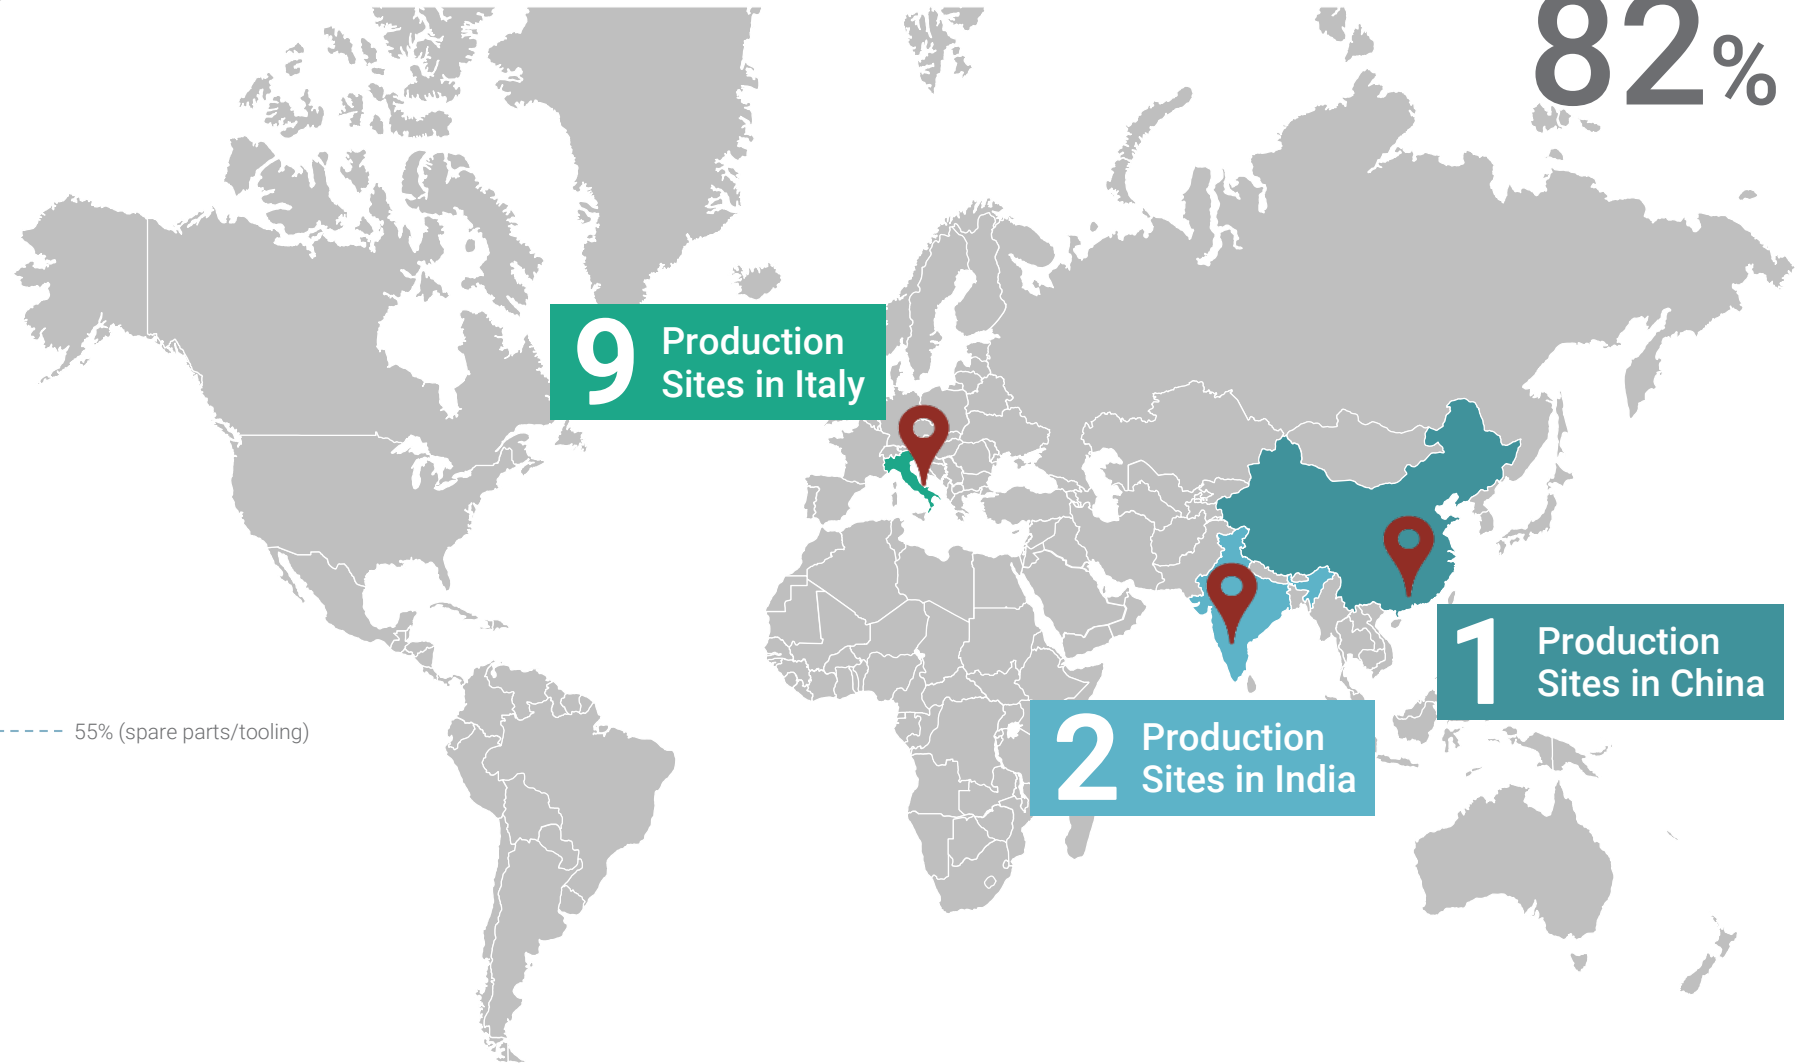 82%
9
Production
Sites in Italy
1
Production
Sites in China
2
Production
Sites in India
55% (spare parts/tooling)